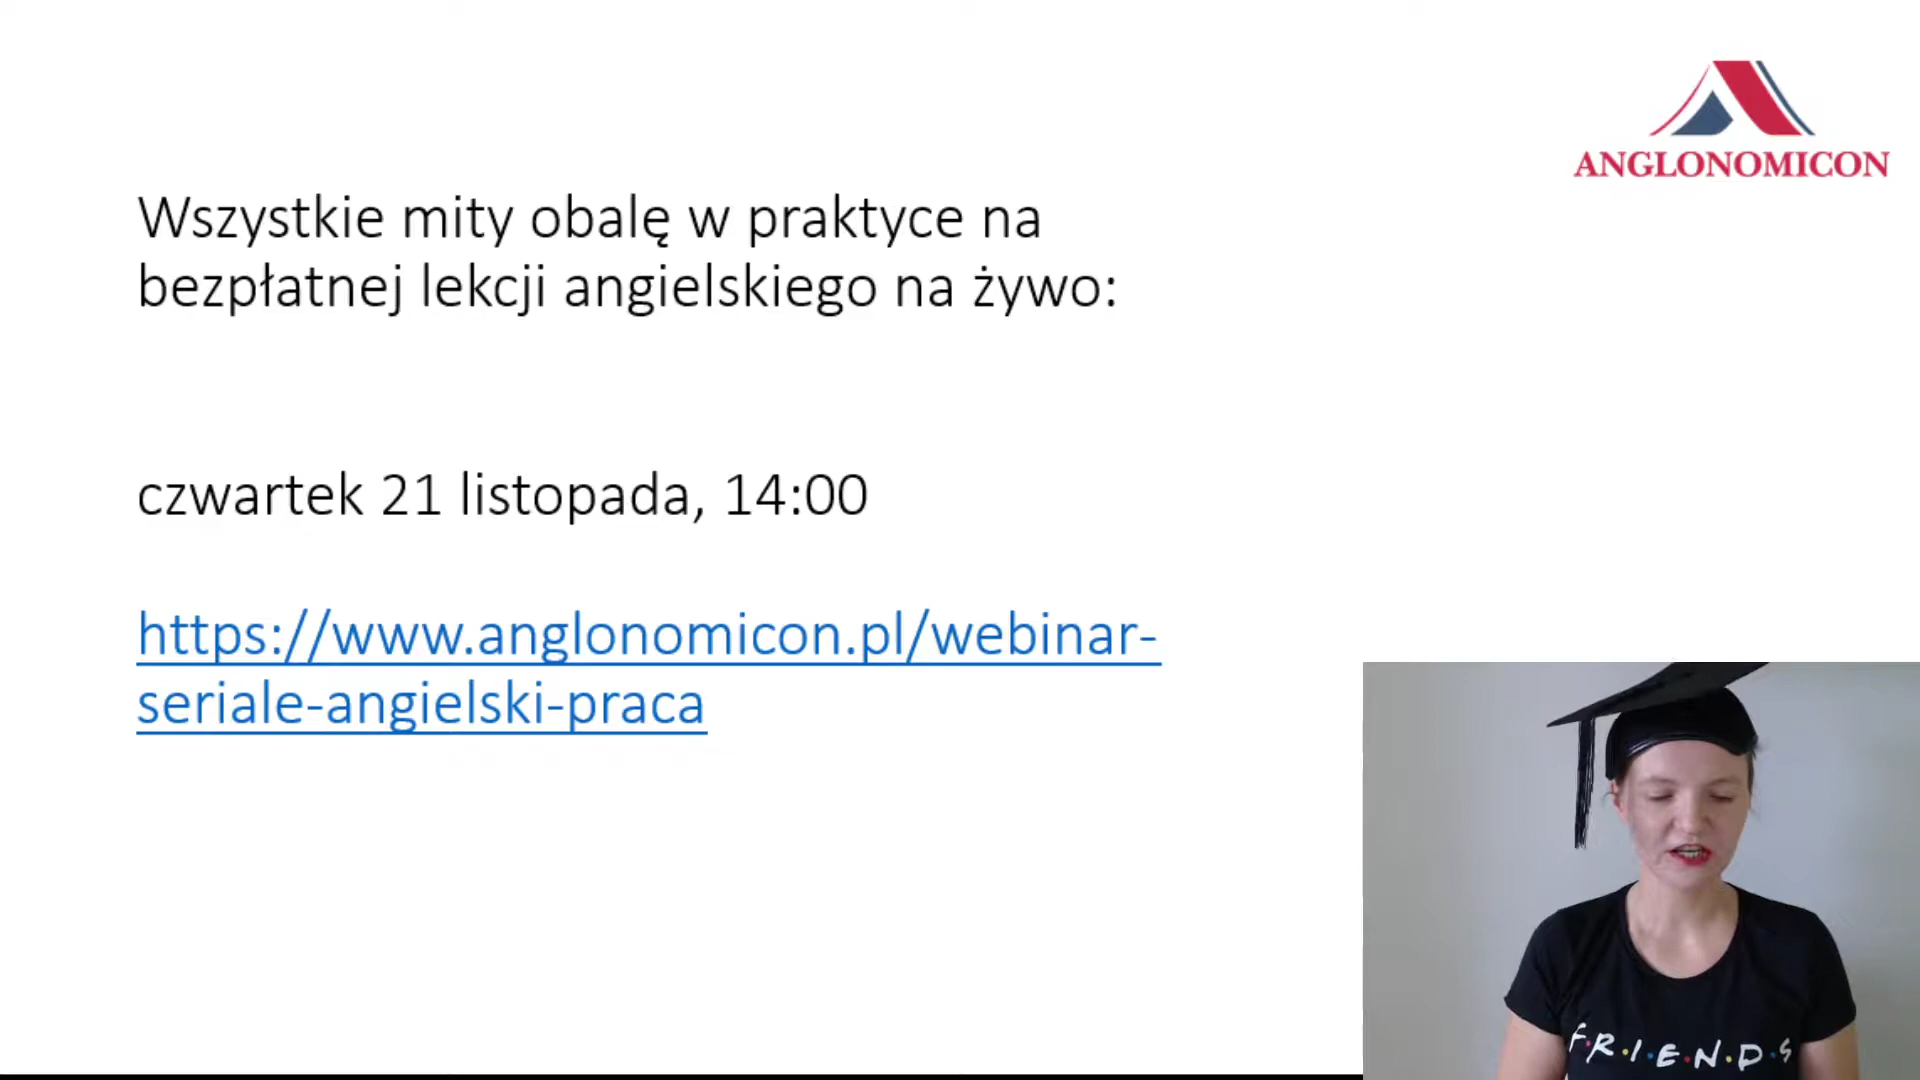 ANGLONOMICON
Wszystkie mity obalę w praktyce na
bezpłatnej lekcji angielskiego na żywo:
czwartek 21 listopada, 14:00
https://www.anglonomicon.pl/webinar-
seriale-angielski-praca
F·R·I·E·N·D·S